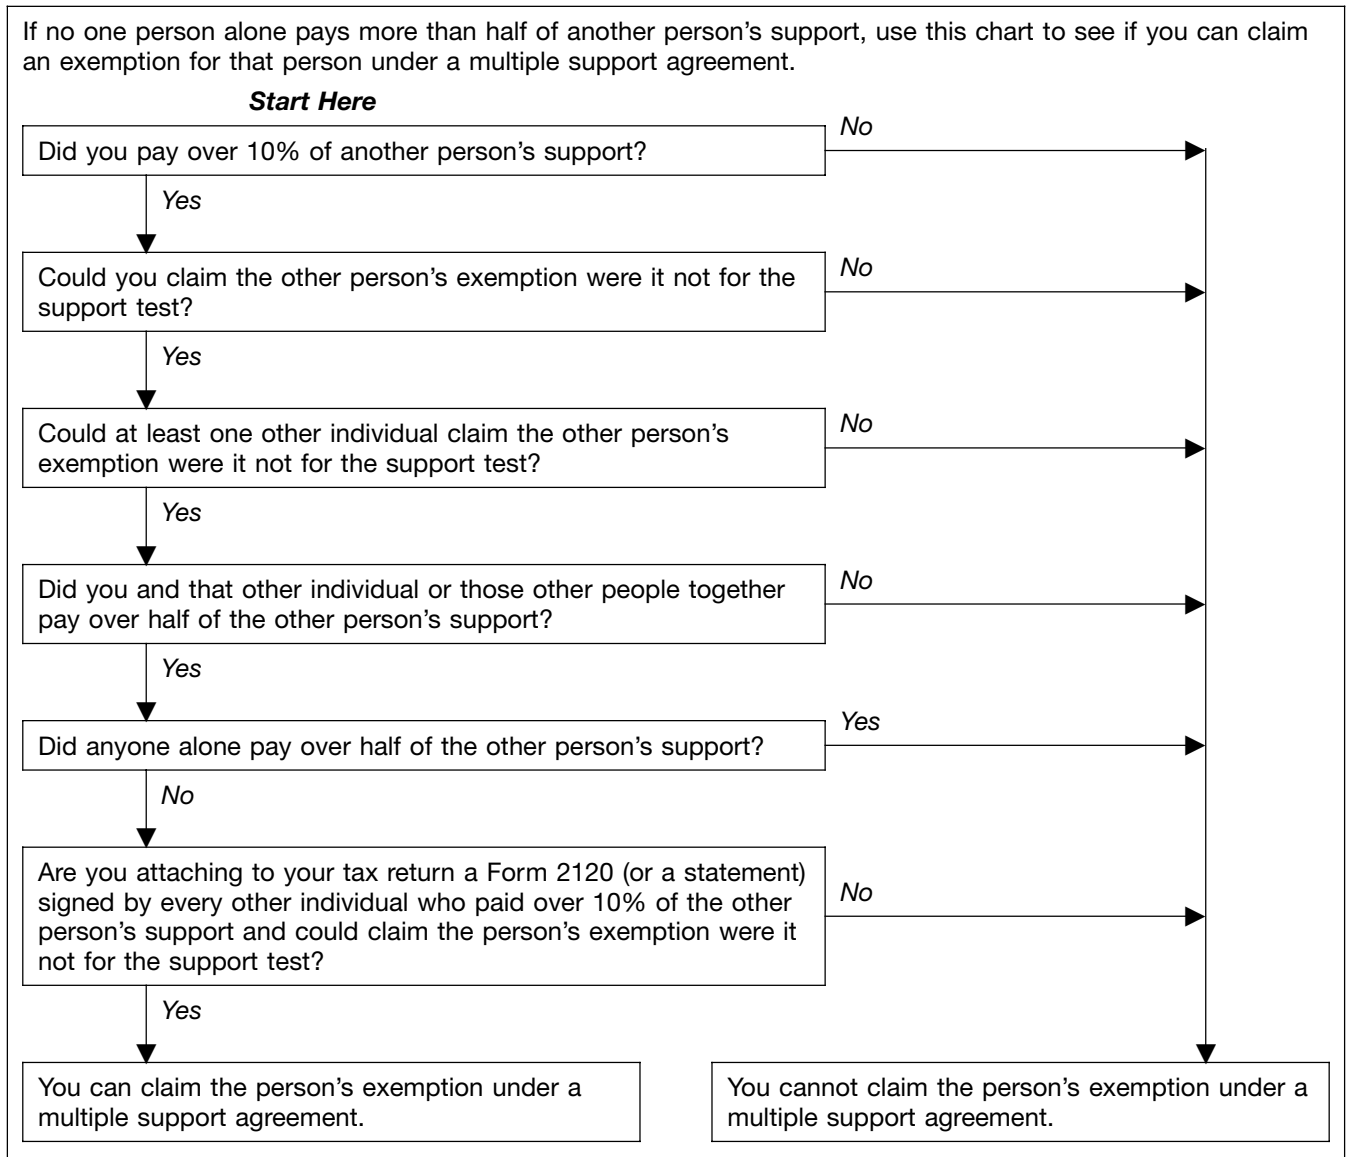 If no one person alone pays more than half of another person’s support, use this chart to see if you can claim
an exemption for that person under a multiple support agreement.
Start Here
Did you pay over 10% of another person’s support?
No
Yes
Could you claim the other person’s exemption were it not for the
support test?
No
Yes
Could at least one other individual claim the other person’s
exemption were it not for the support test?
No
Yes
Did you and that other individual or those other people together
pay over half of the other person’s support?
No
Yes
Did anyone alone pay over half of the other person’s support?
Yes
No
Are you attaching to your tax return a Form 2120 (or a statement)
signed by every other individual who paid over 10% of the other
person’s support and could claim the person’s exemption were it
not for the support test?
No
Yes
You can claim the person’s exemption under a
multiple support agreement.
You cannot claim the person’s exemption under a
multiple support agreement.